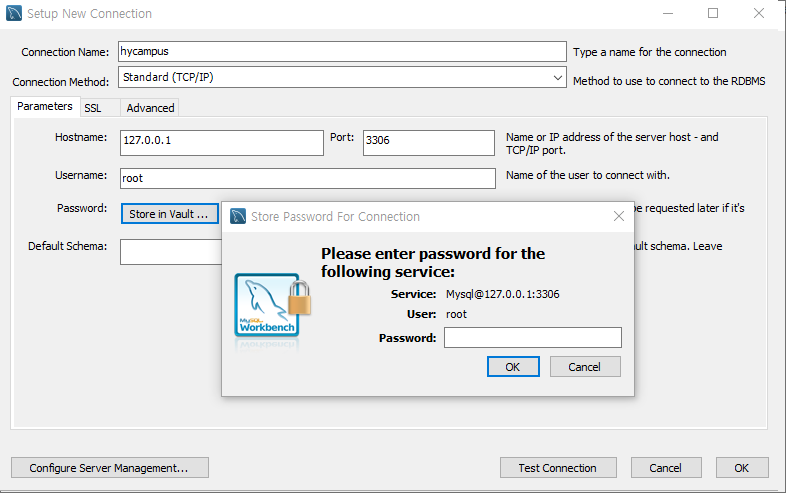 Setup New Connection
Connection Name: hycampus Type a name for the connection
Connection Method: Standard (TCP/IP) Method to use to connect to the RDBMS
Parameters SSL Advanced
Hostname: 127.0.0.1 Port: 3306 Name or IP address of the server host - and
TCP/IP port.
Username: root Name of the user to connect with.
Password: Store in Vault ... be requested later if it's
Default Schema: ult schema. Leave
Store Password For Connection
Please enter password for the
following service:
Service: Mysql@127.0.0.1:3306
User: root
Password:
MySQL
Workbench
OK Cancel
Configure Server Management... Test Connection Cancel OK